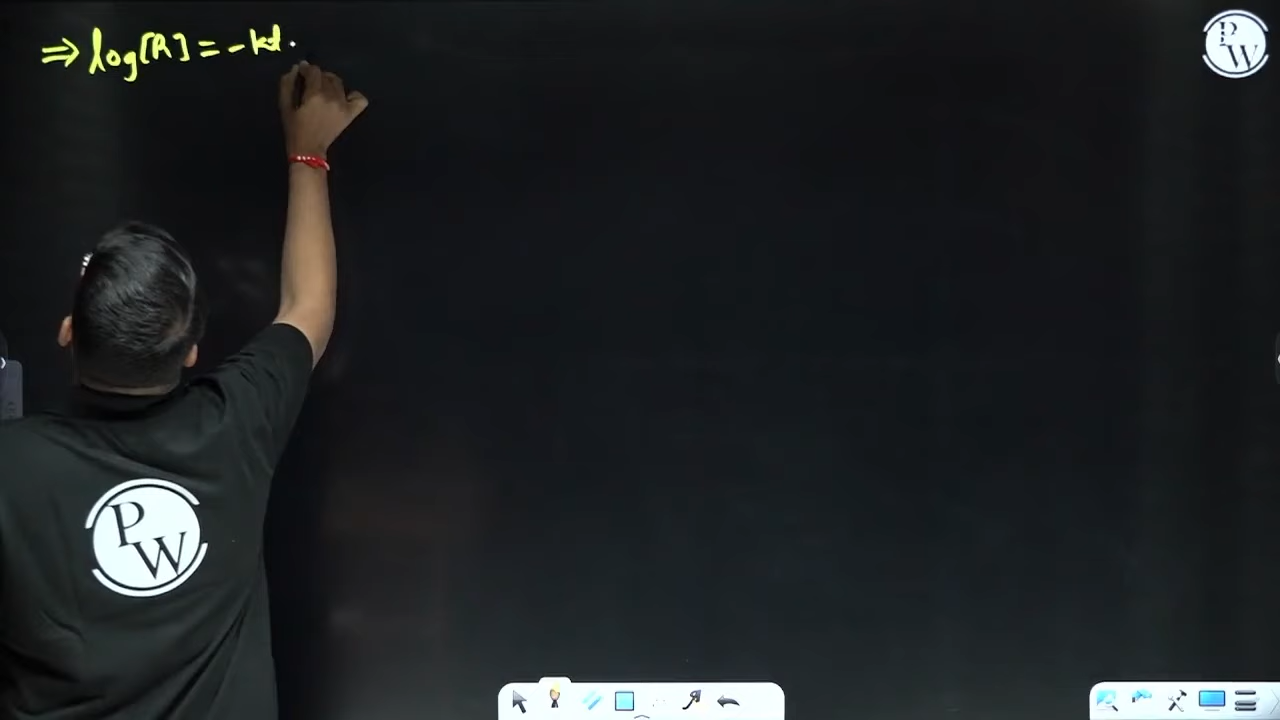 ⇒ log[R] = -kt
PW
PW